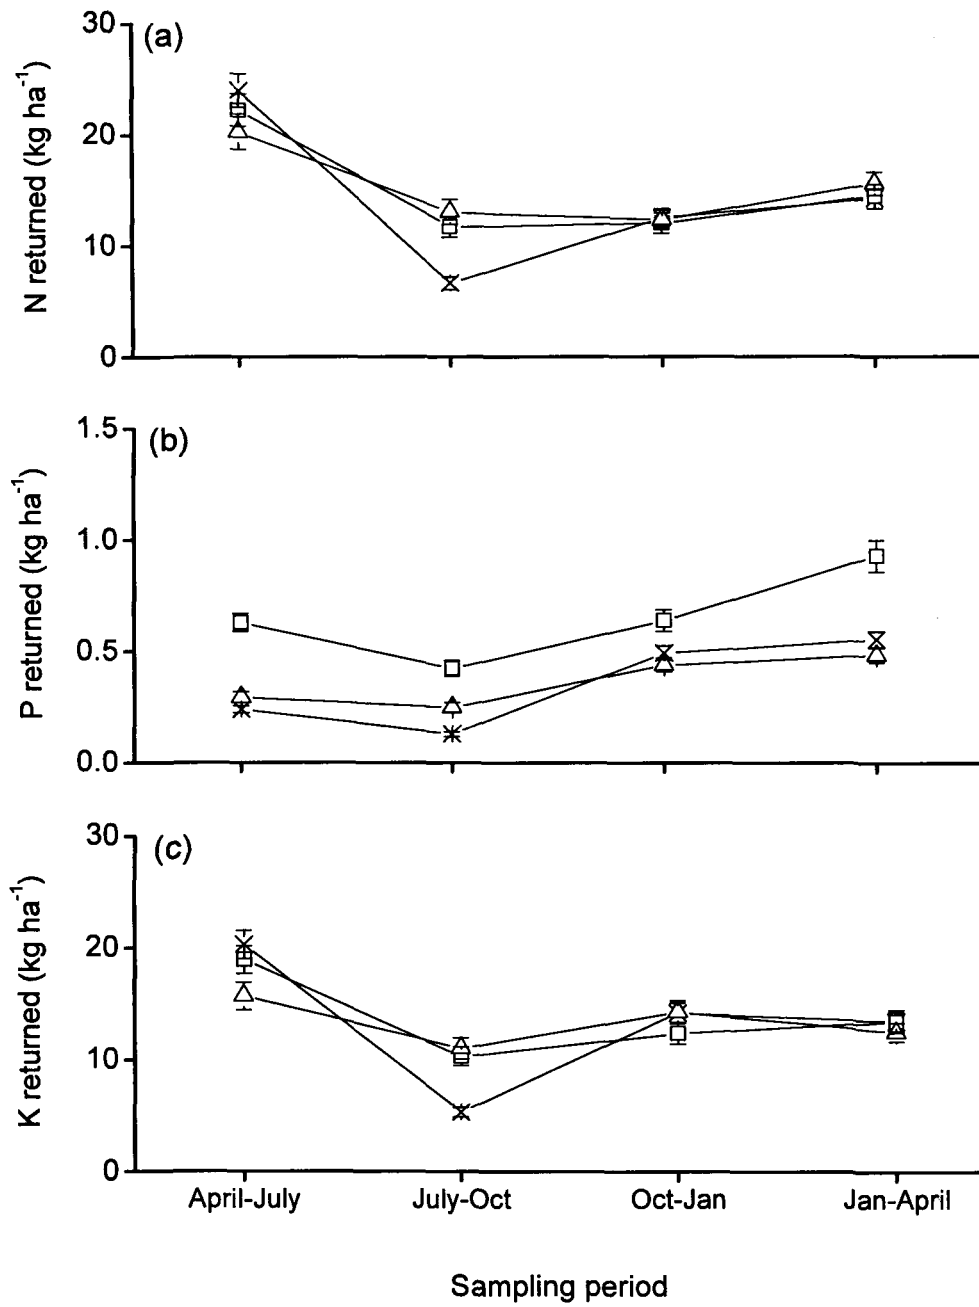 (a)
N returned (kg ha⁻¹)
30
20
10
0
(b)
P returned (kg ha⁻¹)
1.5
1.0
0.5
0.0
(c)
K returned (kg ha⁻¹)
30
20
10
0
April-July July-Oct Oct-Jan Jan-April
Sampling period